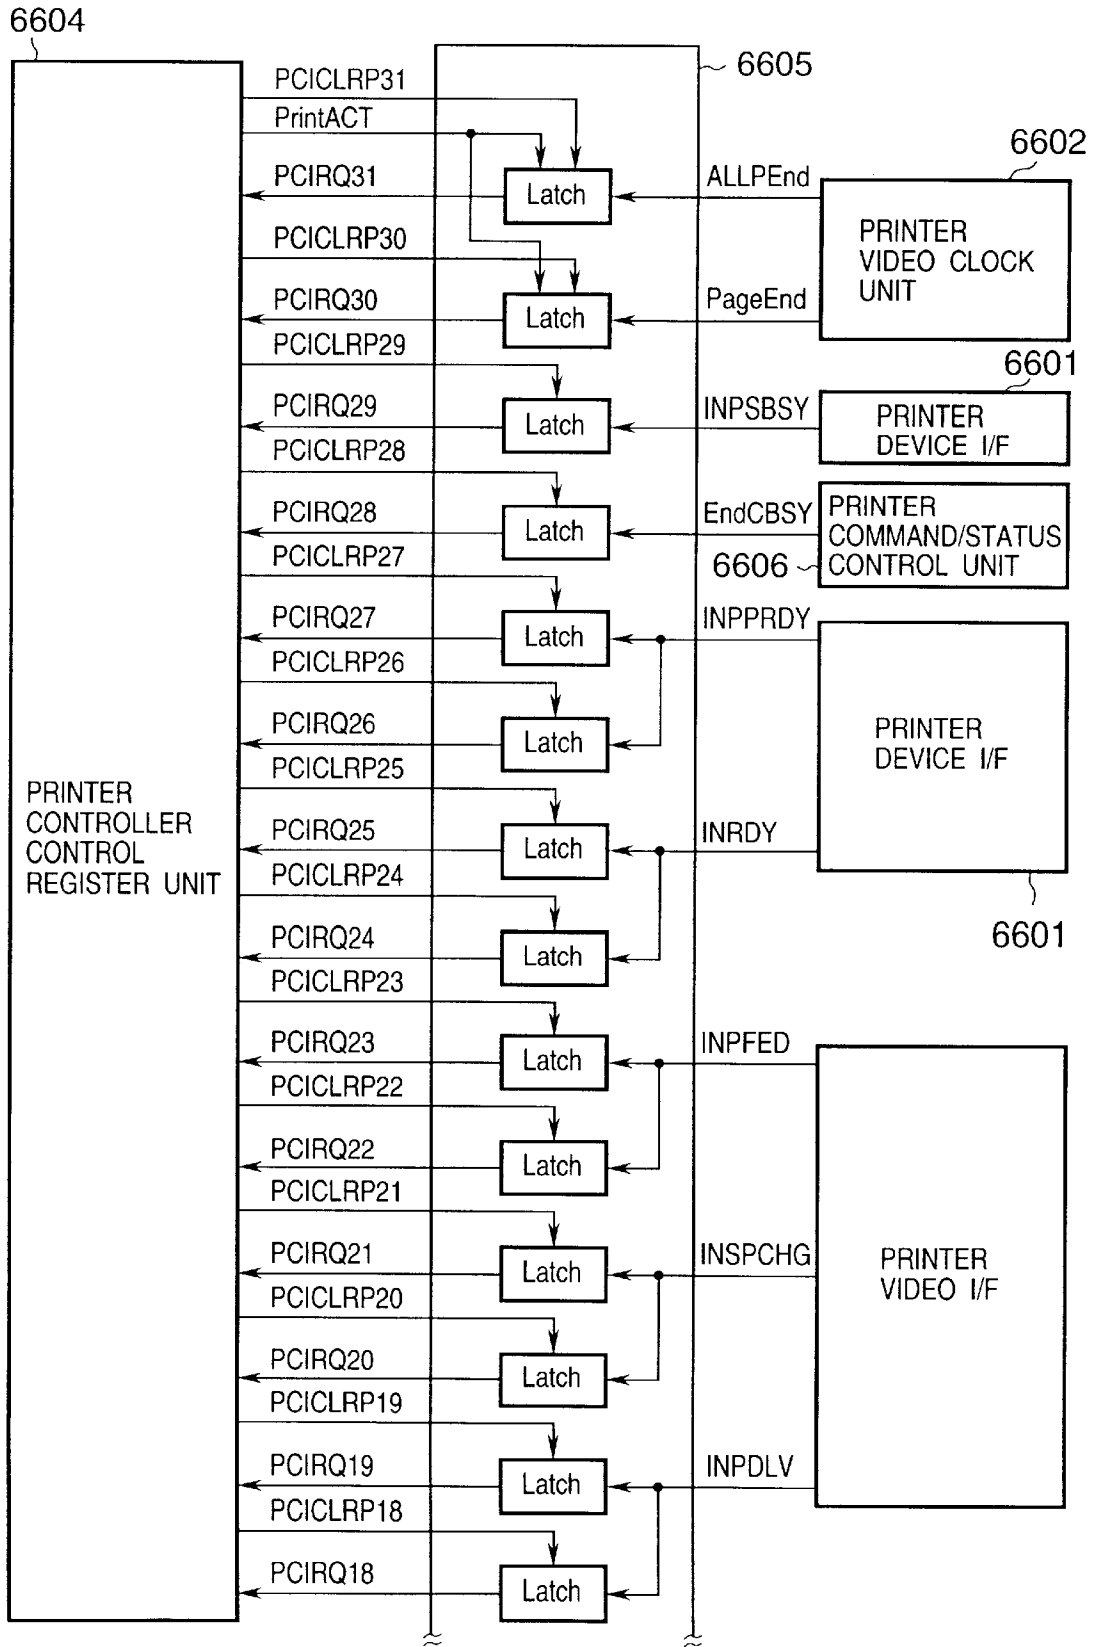 6604
PCICLRP31
6605
PrintACT
6602
PCIRQ31
Latch
ALLPEnd
PRINTER
VIDEO CLOCK
UNIT
PCICLRP30
PCIRQ30
Latch
PageEnd
PCICLRP29
6601
PCIRQ29
Latch
INPSBSY
PRINTER
DEVICE I/F
PCICLRP28
PCIRQ28
Latch
EndCBSY
PRINTER
COMMAND/STATUS
CONTROL UNIT
6606
PCICLRP27
PCIRQ27
Latch
INPPRDY
PCICLRP26
PCIRQ26
Latch
PRINTER
DEVICE I/F
PCICLRP25
PRINTER
CONTROLLER
CONTROL
REGISTER UNIT
PCIRQ25
Latch
INRDY
PCICLRP24
6601
PCIRQ24
Latch
PCICLRP23
PCIRQ23
Latch
INPFED
PCICLRP22
PCIRQ22
Latch
PCICLRP21
PCIRQ21
Latch
INSPCHG
PRINTER
VIDEO I/F
PCICLRP20
PCIRQ20
Latch
PCICLRP19
PCIRQ19
Latch
INPDLV
PCICLRP18
PCIRQ18
Latch